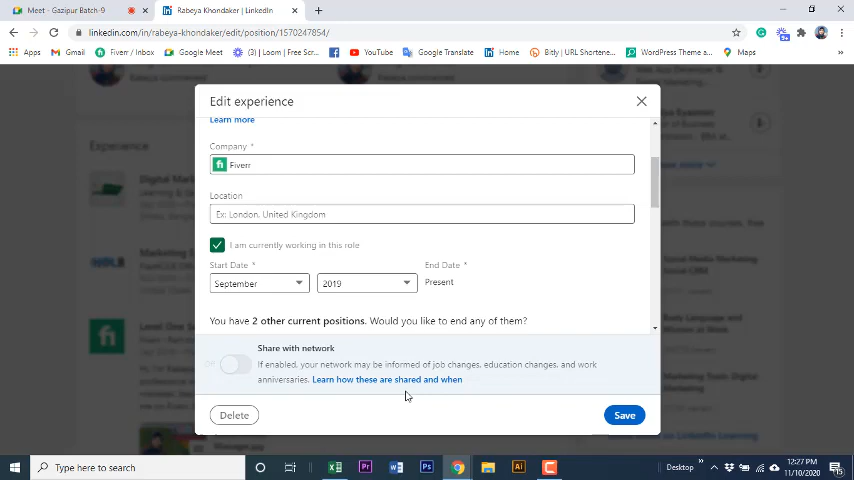 Meet - Gazipur Batch-9
Rabeya Khondaker | LinkedIn
linkedin.com/in/rabeya-khondaker/edit/position/1570247854/
Apps
Gmail
Fiverr / Inbox
Google Meet
(3) | Loom | Free Scr...
YouTube
Google Translate
Home
Bitly | URL Shortene...
WordPress Theme a...
Maps
»
Experience
Edit experience
Learn more
Company *
Fiverr
Location
Ex: London, United Kingdom
I am currently working in this role
Start Date *
End Date *
September
2019
Present
You have 2 other current positions. Would you like to end any of them?
Share with network
If enabled, your network may be informed of job changes, education changes, and work
anniversaries. Learn how these are shared and when
Delete
Save
Type here to search
Desktop
»
12:27 PM
11/10/2020